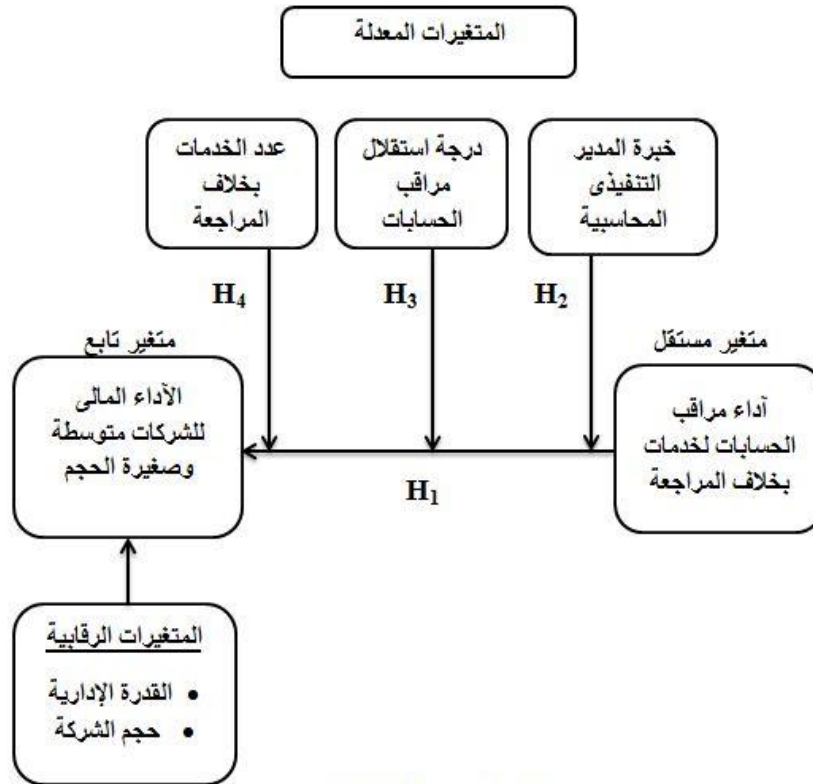 المتغيرات المعدلة
خبرة المدير
التنفيذى
المحاسبية
درجة استقلال
مراقب
الحسابات
عدد الخدمات
بخلاف
المراجعة
H2
H3
H4
متغير مستقل
آداء مراقب
الحسابات لخدمات
بخلاف المراجعة
متغير تابع
الآداء المالى
للشركات متوسطة
وصغيرة الحجم
H1
المتغيرات الرقابية
• القدرة الإدارية
• حجم الشركة